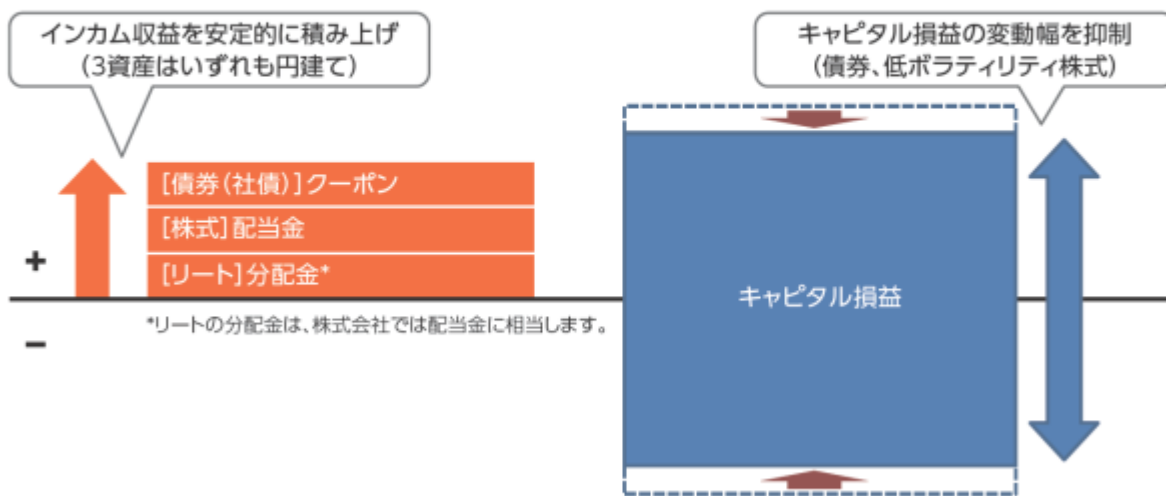 インカム収益を安定的に積み上げ
(3資産はいずれも円建て)
キャピタル損益の変動幅を抑制
(債券、低ボラティリティ株式)
[債券(社債)]クーポン
[株式]配当金
[リート]分配金*
+
キャピタル損益
*リートの分配金は、株式会社では配当金に相当します。
−